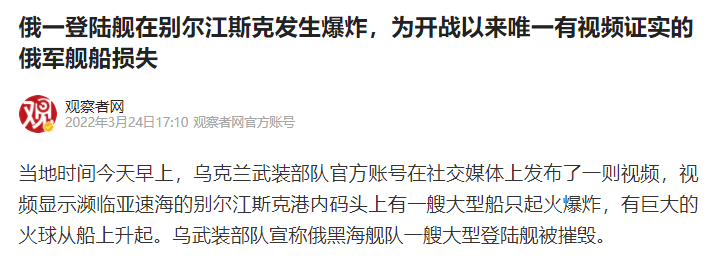 俄一登陆舰在别尔江斯克发生爆炸，为开战以来唯一有视频证实的
俄军舰船损失
观
观察者网
2022年3月24日17:10 观察者网官方账号
当地时间今天早上，乌克兰武装部队官方账号在社交媒体上发布了一则视频，视
频显示濒临亚速海的别尔江斯克港内码头上有一艘大型船只起火爆炸，有巨大的
火球从船上升起。乌武装部队宣称俄黑海舰队一艘大型登陆舰被摧毁。